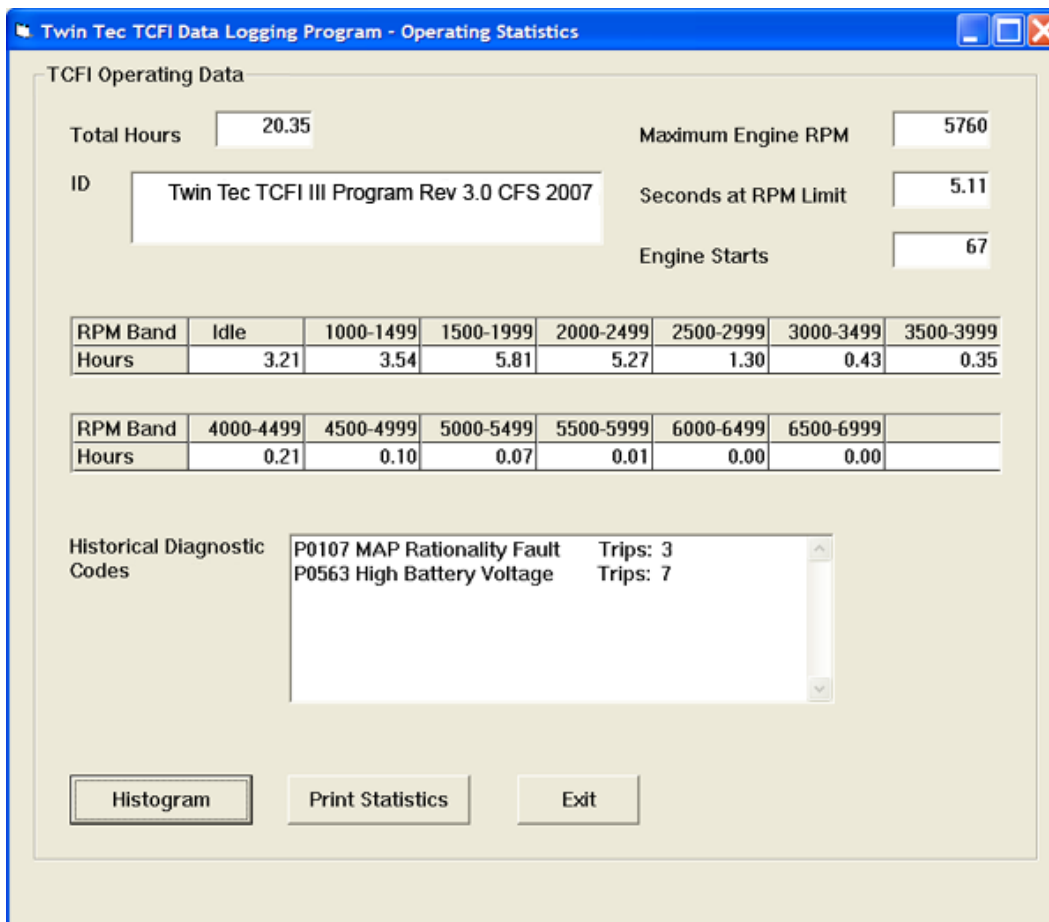 Twin Tec TCFI Data Logging Program - Operating Statistics
TCFI Operating Data
Total Hours 20.35 Maximum Engine RPM 5760
ID Twin Tec TCFI III Program Rev 3.0 CFS 2007 Seconds at RPM Limit 5.11
Engine Starts 67
RPM Band Idle 1000-1499 1500-1999 2000-2499 2500-2999 3000-3499 3500-3999
Hours 3.21 3.54 5.81 5.27 1.30 0.43 0.35
RPM Band 4000-4499 4500-4999 5000-5499 5500-5999 6000-6499 6500-6999
Hours 0.21 0.10 0.07 0.01 0.00 0.00
Historical Diagnostic Codes
P0107 MAP Rationality Fault Trips: 3
P0563 High Battery Voltage Trips: 7
Histogram Print Statistics Exit